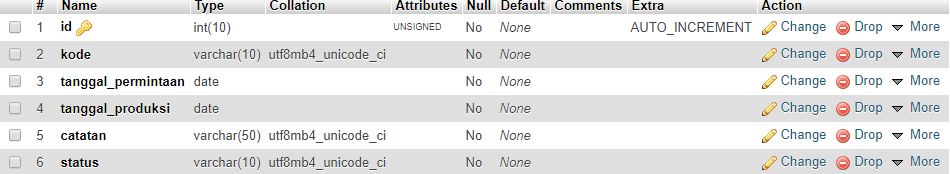 # Name Type Collation Attributes Null Default Comments Extra Action
1 id int(10) UNSIGNED No None AUTO_INCREMENT Change Drop More
2 kode varchar(10) utf8mb4_unicode_ci No None Change Drop More
3 tanggal_permintaan date No None Change Drop More
4 tanggal_produksi date No None Change Drop More
5 catatan varchar(50) utf8mb4_unicode_ci No None Change Drop More
6 status varchar(10) utf8mb4_unicode_ci No None Change Drop More